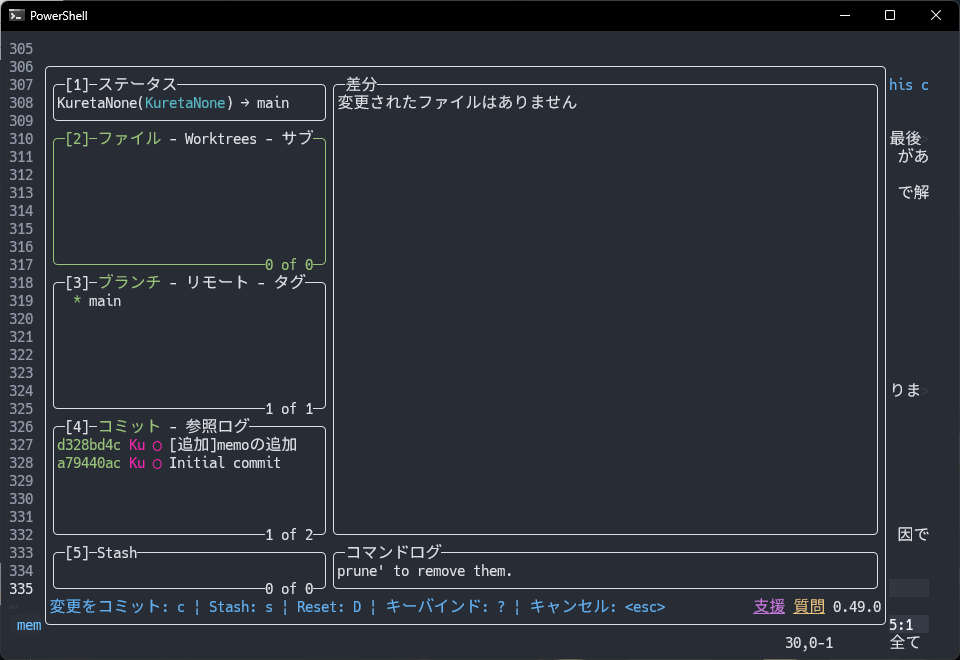 PowerShell
305
306
307 [1]─ステータス 差分 his c
308 KuretaNone(KuretaNone) → main 変更されたファイルはありません
309
310 [2]─ファイル - Worktrees - サブ 最後
311 があ
312
313 で解
314
315
316
317 0 of 0
318 [3]─ブランチ - リモート - タグ
319 * main
320
321
322
323
324 りま
325 1 of 1
326 [4]─コミット - 参照ログ
327 d328bd4c Ku ○ [追加]memoの追加
328 a79440ac Ku ○ Initial commit
329
330
331
332 1 of 2 因で
333 [5]─Stash コマンドログ
334 prune' to remove them.
335 0 of 0
~ 変更をコミット: c ¦ Stash: s ¦ Reset: D ¦ キーバインド: ? ¦ キャンセル: <esc> 支援 質問 0.49.0
mem 5:1
30,0-1 全て